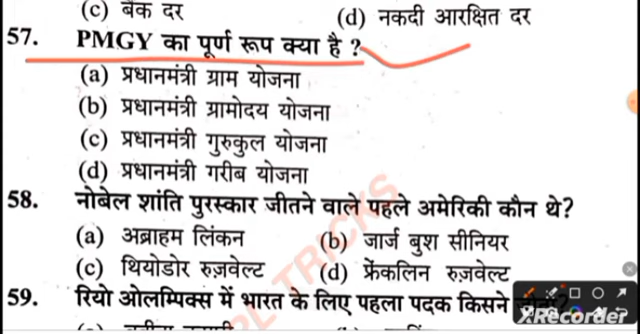 (c) बैंक दर (d) नकदी आरक्षित दर
57. PMGY का पूर्ण रूप क्या है ?
(a) प्रधानमंत्री ग्राम योजना
(b) प्रधानमंत्री ग्रामोदय योजना
(c) प्रधानमंत्री गुरुकुल योजना
(d) प्रधानमंत्री गरीब योजना
58. नोबेल शांति पुरस्कार जीतने वाले पहले अमेरिकी कौन थे?
(a) अब्राहम लिंकन (b) जार्ज बुश सीनियर
(c) थियोडोर रुज़वेल्ट (d) फ्रेंकलिन रुज़वेल्ट
59. रियो ओलम्पिक्स में भारत के लिए पहला पदक किसने
TRICKS
XRecorder